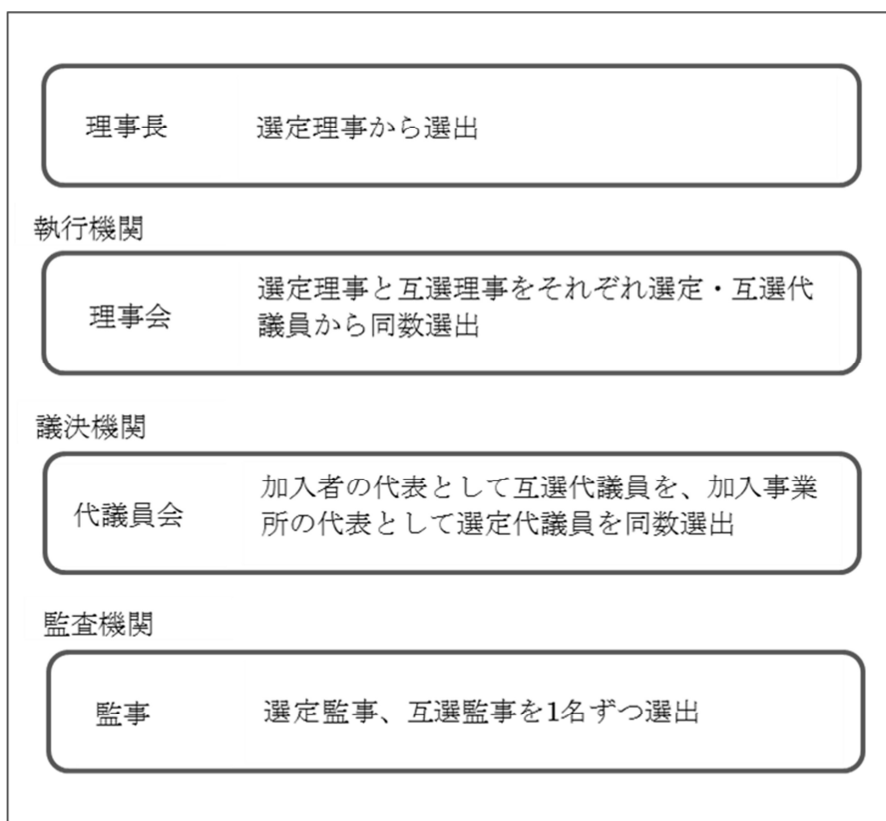 理事長 選定理事から選出
執行機関
理事会 選定理事と互選理事をそれぞれ選定・互選代
議員から同数選出
議決機関
代議員会 加入者の代表として互選代議員を、加入事業
所の代表として選定代議員を同数選出
監査機関
監事 選定監事、互選監事を1名ずつ選出